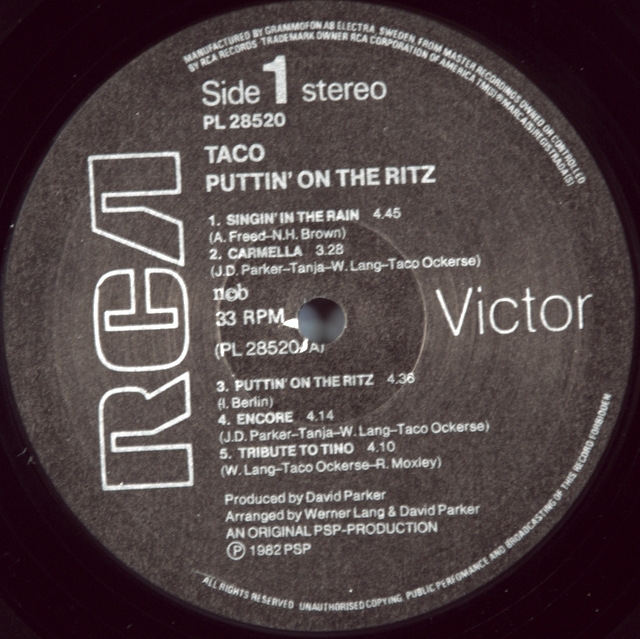 MANUFACTURED BY GRAMMOFON AB ELECTRA SWEDEN FROM MASTER RECORDINGS OWNED OR CONTROLLED
BY RCA RECORDS TRADEMARK OWNER RCA CORPORATION OF AMERICA TM(S)®MARCA(S)REGISTRADA(S)
Side 1 stereo
PL 28520
TACO
PUTTIN' ON THE RITZ
1. SINGIN' IN THE RAIN 4.45
(A. Freed–N.H. Brown)
2. CARMELLA 3.28
(J.D. Parker–Tanja–W. Lang–Taco Ockerse)
ncb
33 RPM
(PL 28520 A)
3. PUTTIN' ON THE RITZ 4.36
(I. Berlin)
4. ENCORE 4.14
(J.D. Parker–Tanja–W. Lang–Taco Ockerse)
5. TRIBUTE TO TINO 4.10
(W. Lang–Taco Ockerse–R. Moxley)
Produced by David Parker
Arranged by Werner Lang & David Parker
AN ORIGINAL PSP-PRODUCTION
Ⓟ 1982 PSP
RCA
Victor
ALL RIGHTS RESERVED UNAUTHORISED COPYING, PUBLIC PERFOMANCE AND BROADCASTING OF THIS RECORD FORBIDDEN